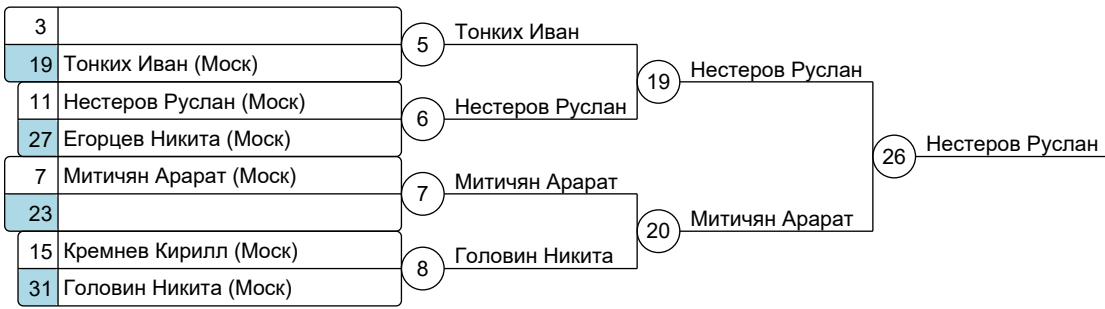 3
19 Тонких Иван (Моск)
11 Нестеров Руслан (Моск)
27 Егорцев Никита (Моск)
7 Митичян Арарат (Моск)
23
15 Кремнев Кирилл (Моск)
31 Головин Никита (Моск)
5 Тонких Иван
6 Нестеров Руслан
7 Митичян Арарат
8 Головин Никита
19 Нестеров Руслан
20 Митичян Арарат
26 Нестеров Руслан